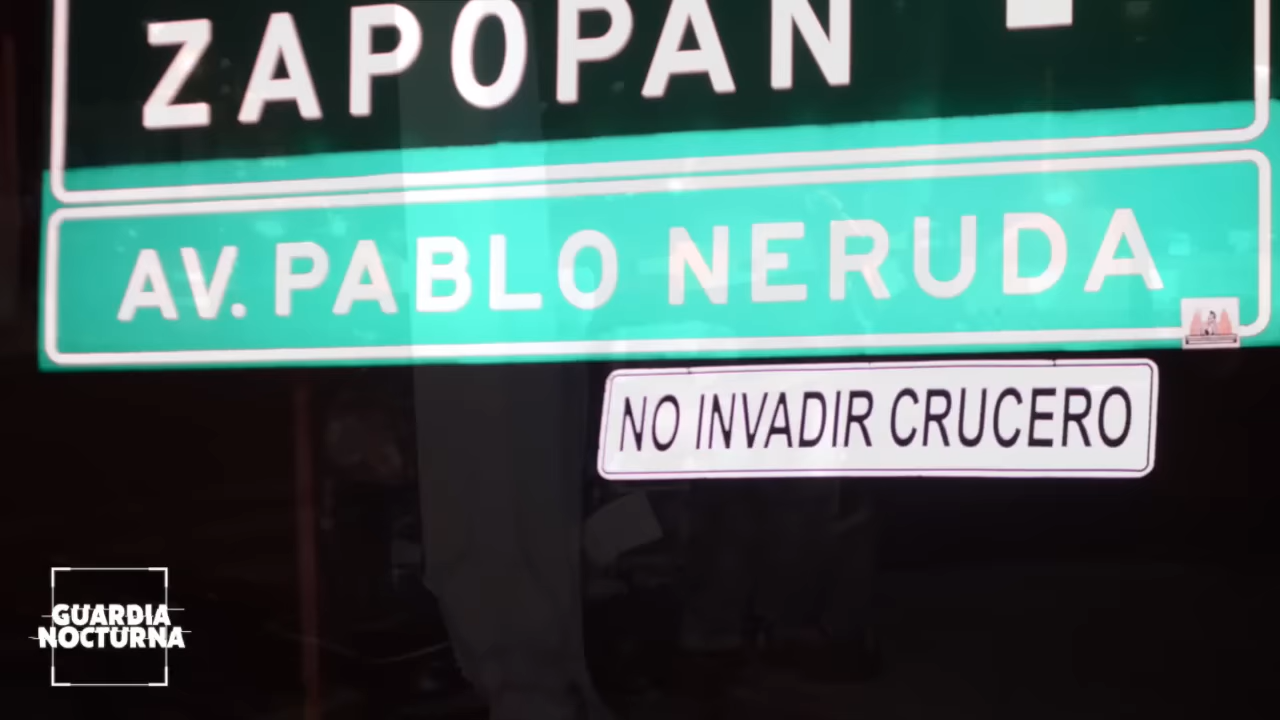 ZAPOPAN
AV. PABLO NERUDA
NO INVADIR CRUCERO
GUARDIA
NOCTURNA